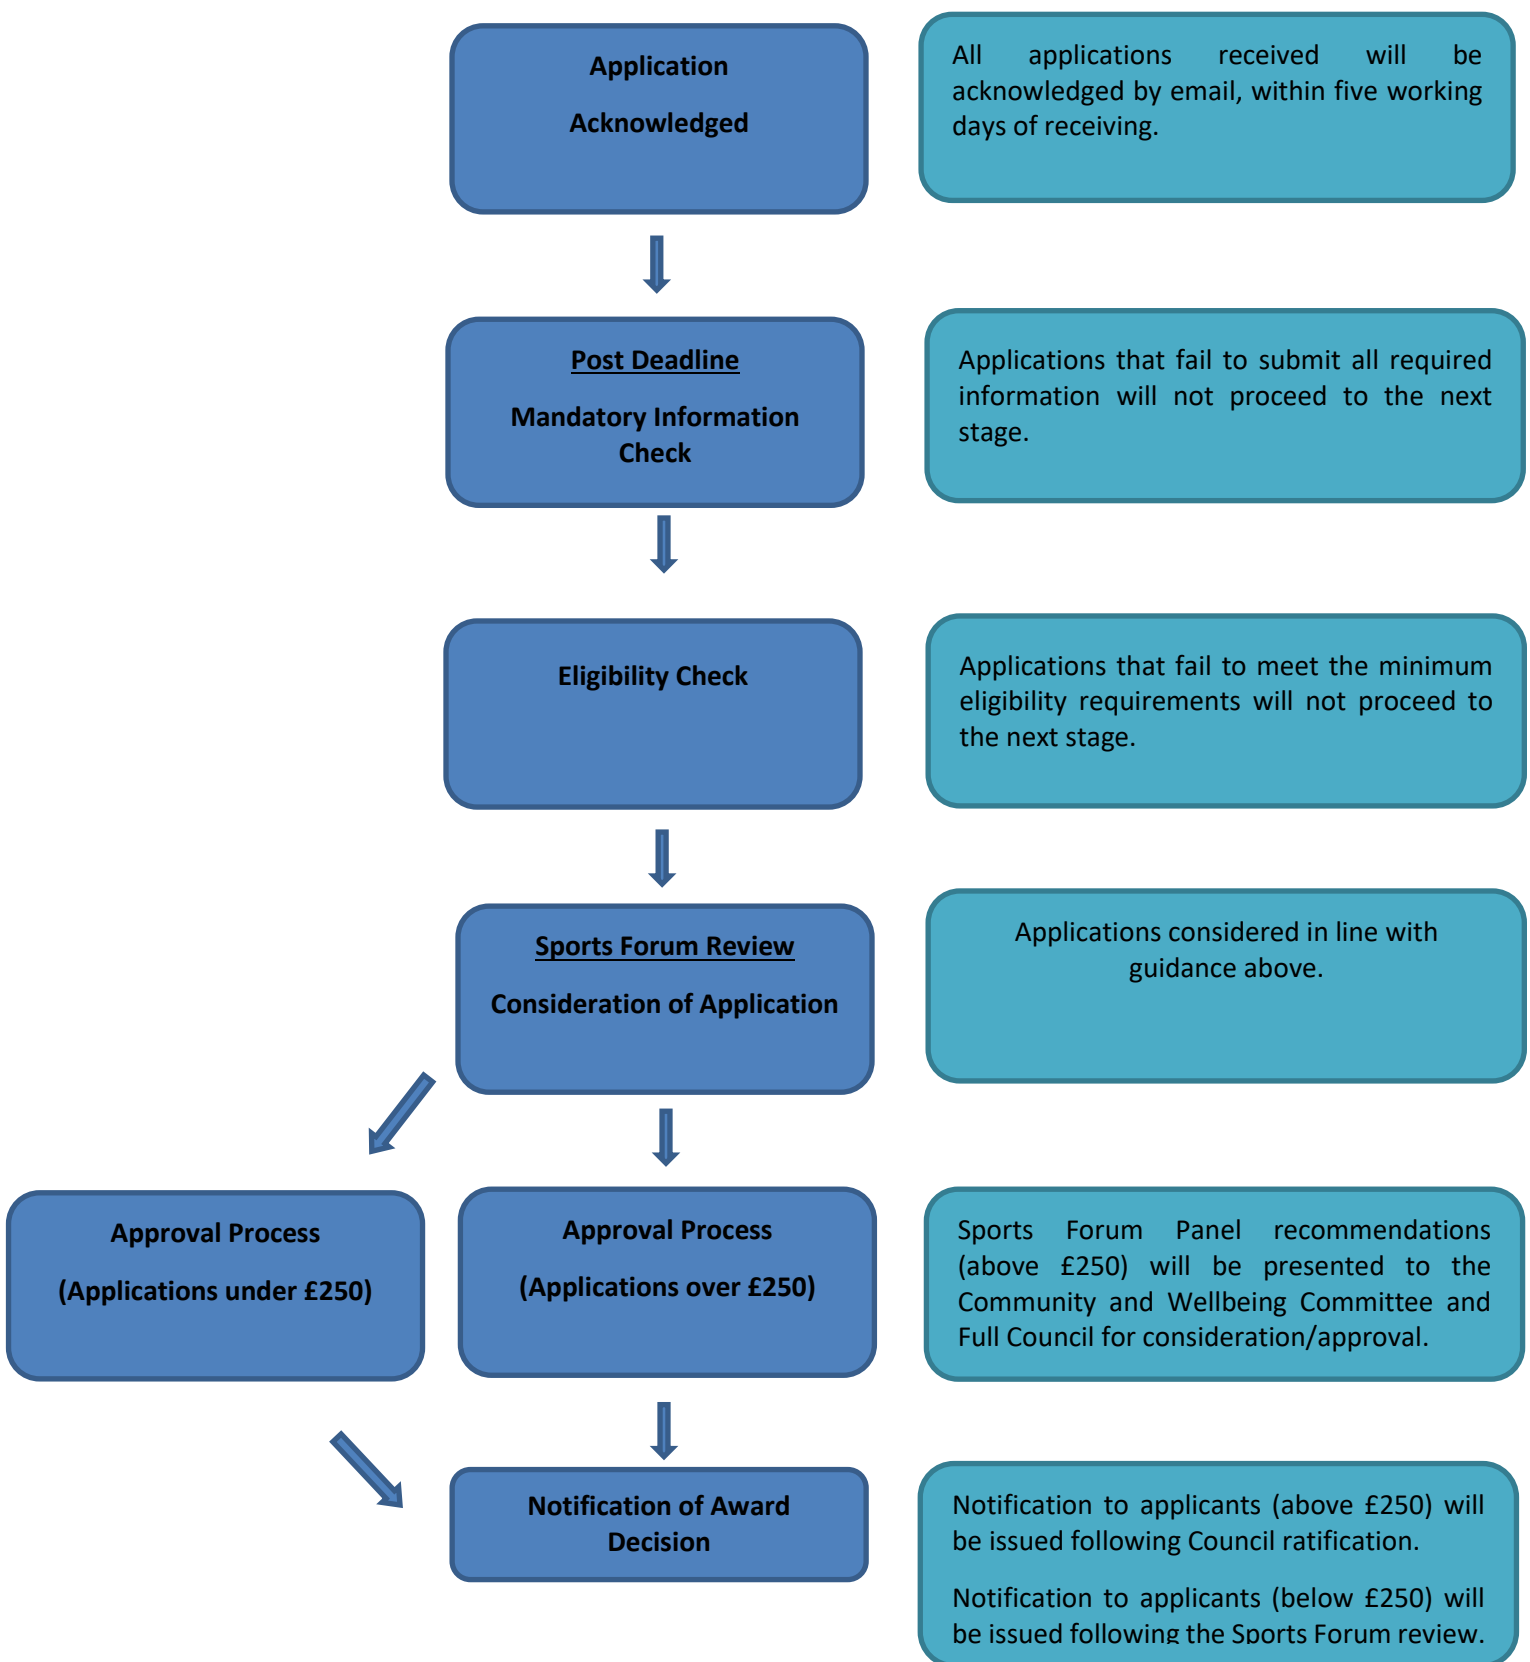 Application
Acknowledged
All applications received will be
acknowledged by email, within five working
days of receiving.
Post Deadline
Mandatory Information
Check
Applications that fail to submit all required
information will not proceed to the next
stage.
Eligibility Check
Applications that fail to meet the minimum
eligibility requirements will not proceed to
the next stage.
Sports Forum Review
Consideration of Application
Applications considered in line with
guidance above.
Approval Process
(Applications under £250)
Approval Process
(Applications over £250)
Sports Forum Panel recommendations
(above £250) will be presented to the
Community and Wellbeing Committee and
Full Council for consideration/approval.
Notification of Award
Decision
Notification to applicants (above £250) will
be issued following Council ratification.
Notification to applicants (below £250) will
be issued following the Sports Forum review.